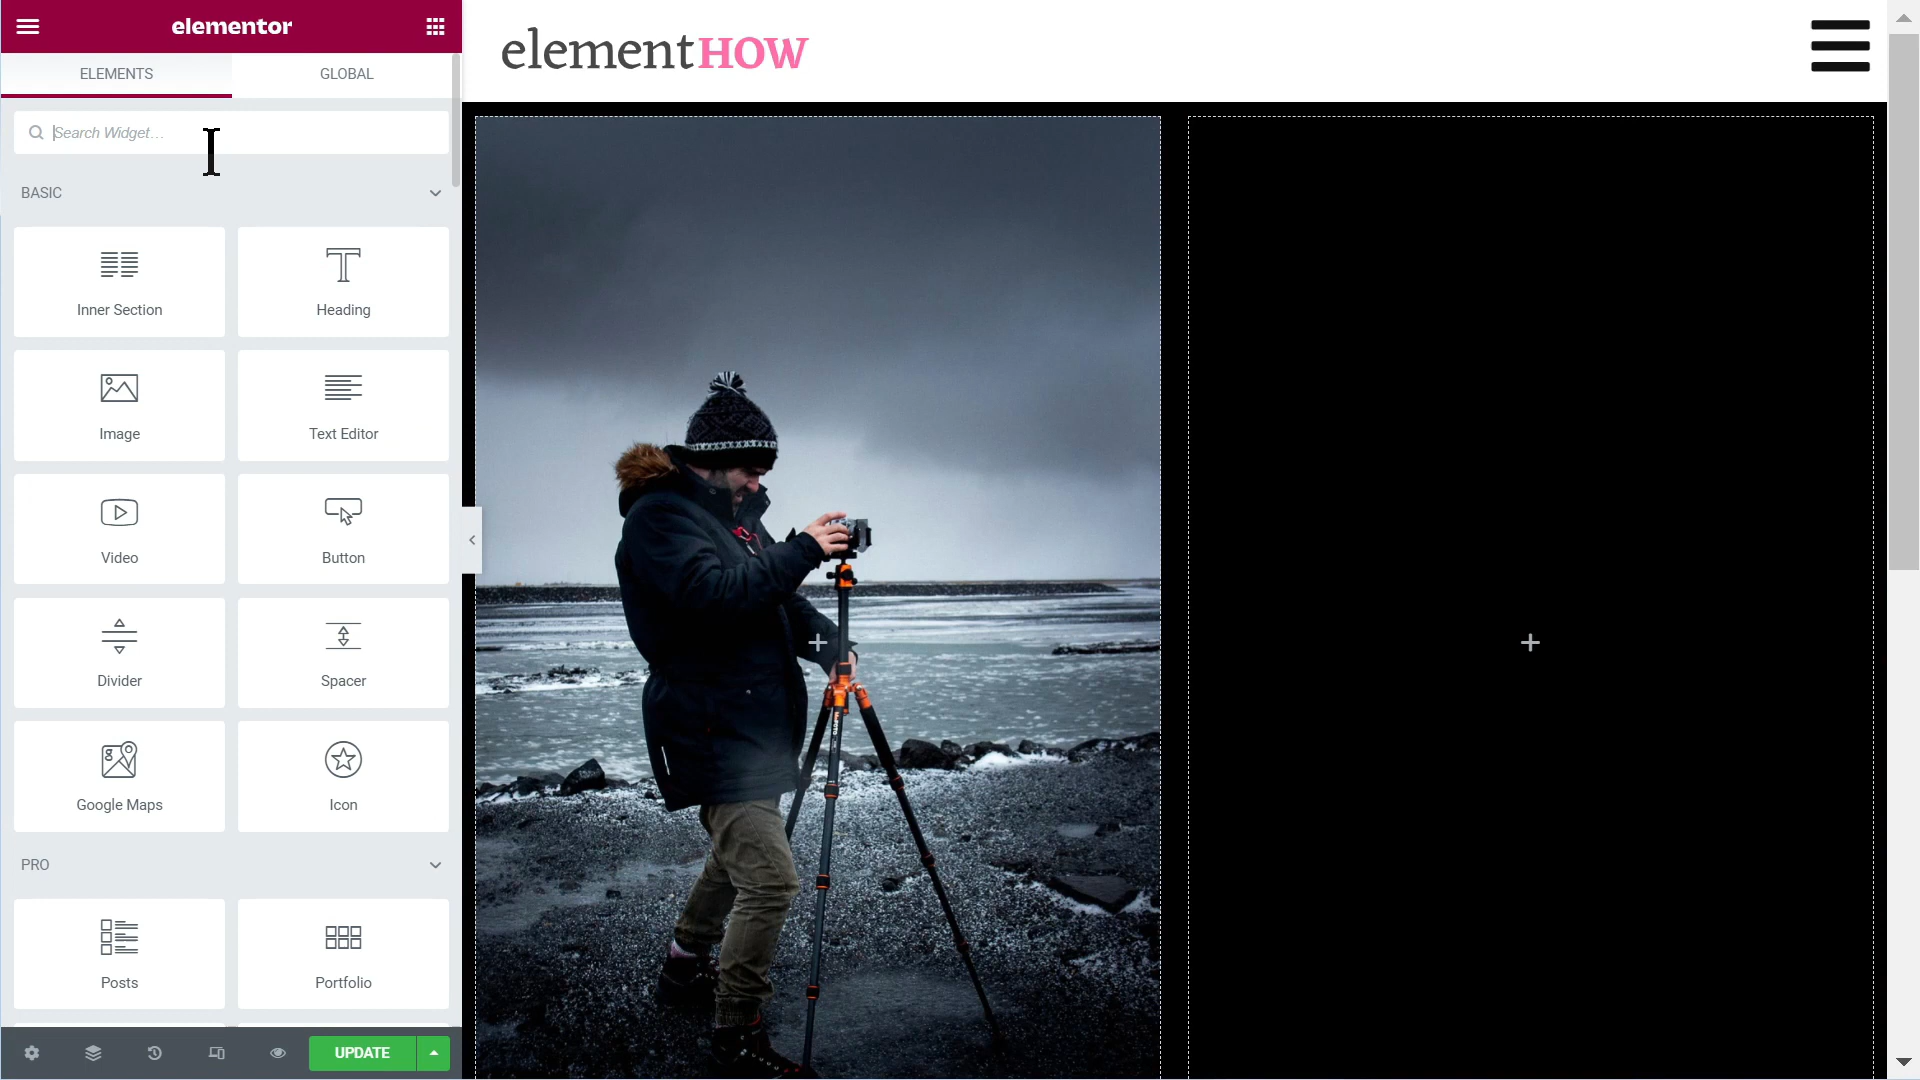 elementor
ELEMENTS
GLOBAL
Search Widget...
BASIC
Inner Section
Heading
Image
Text Editor
Video
Button
Divider
Spacer
Google Maps
Icon
PRO
Posts
Portfolio
UPDATE
elementHOW